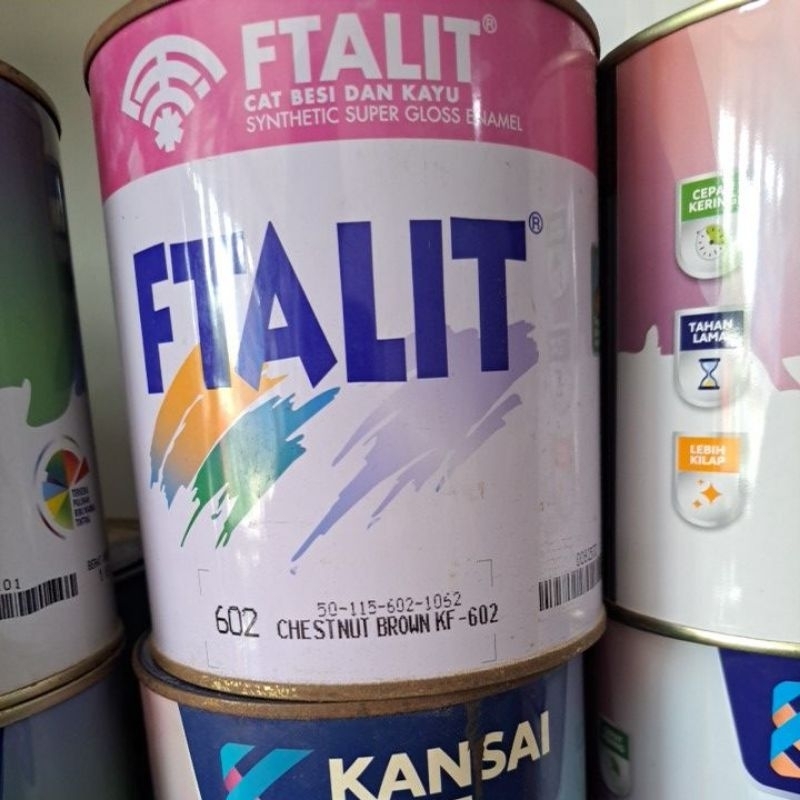 FTALIT®
CAT BESI DAN KAYU
SYNTHETIC SUPER GLOSS ENAMEL
FTALIT®
50-115-602-1062
602 CHESTNUT BROWN KF-602
CEPAT
KERING
TAHAN
LAMA
LEBIH
KILAP
KANSAI